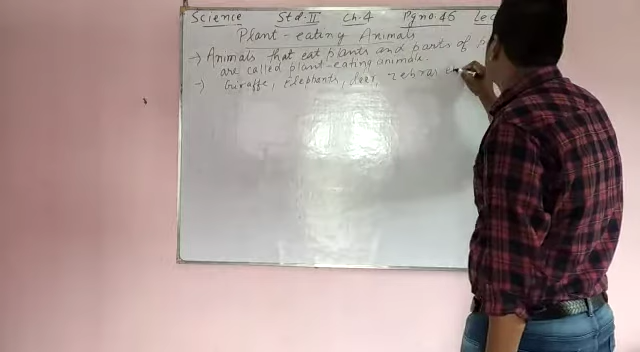 Science Std-II Ch.4 Pg no.46 Lec
Plant-eating Animals
→ Animals that eat plants and parts of p
are called plant-eating animals.
→ Giraffe, Elephants, deer, zebras